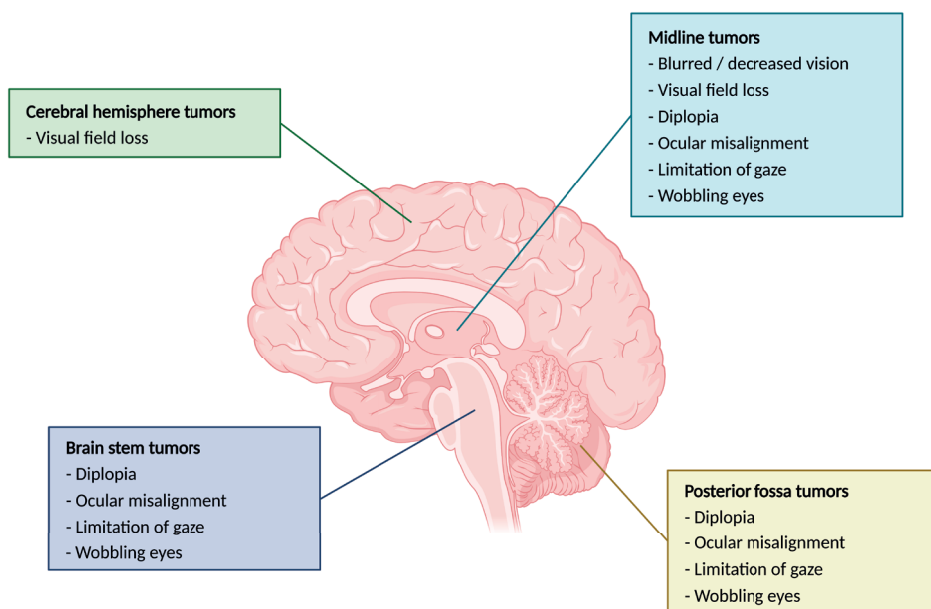 Midline tumors
- Blurred / decreased vision
- Visual field loss
- Diplopia
- Ocular misalignment
- Limitation of gaze
- Wobbling eyes
Cerebral hemisphere tumors
- Visual field loss
Brain stem tumors
- Diplopia
- Ocular misalignment
- Limitation of gaze
- Wobbling eyes
Posterior fossa tumors
- Diplopia
- Ocular misalignment
- Limitation of gaze
- Wobbling eyes